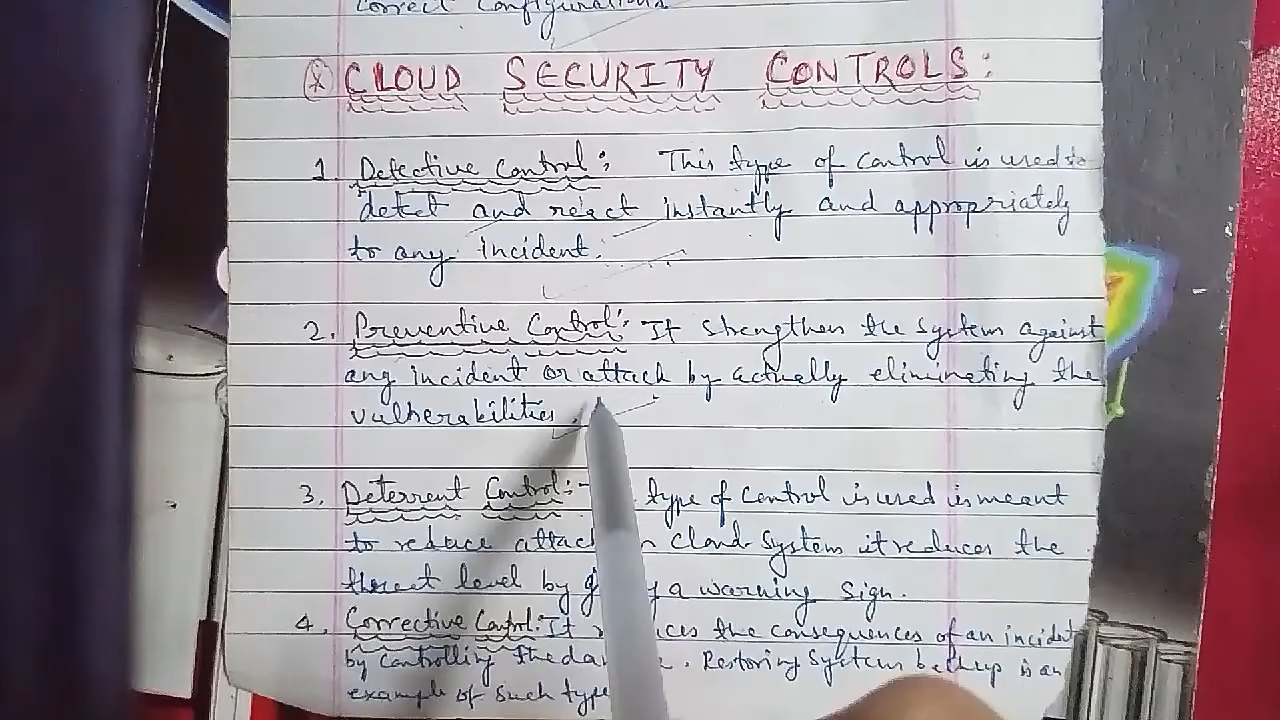 Correct Configurations
CLOUD SECURITY CONTROLS:
1. Detective Control: This type of Control is used to
detect and react instantly and appropriately
to any incident.
2. Preventive Control: It strengthen the system against
any incident or attack by actually eliminating the
vulnerabilities.
3. Deterrent Control:- type of Control is used is meant
to reduce attack cloud system it reduces the
threat level by a warning sign.
4. Corrective Control: It the consequences of an incident
by Controlling the . Restoring System backup is an
example of such type